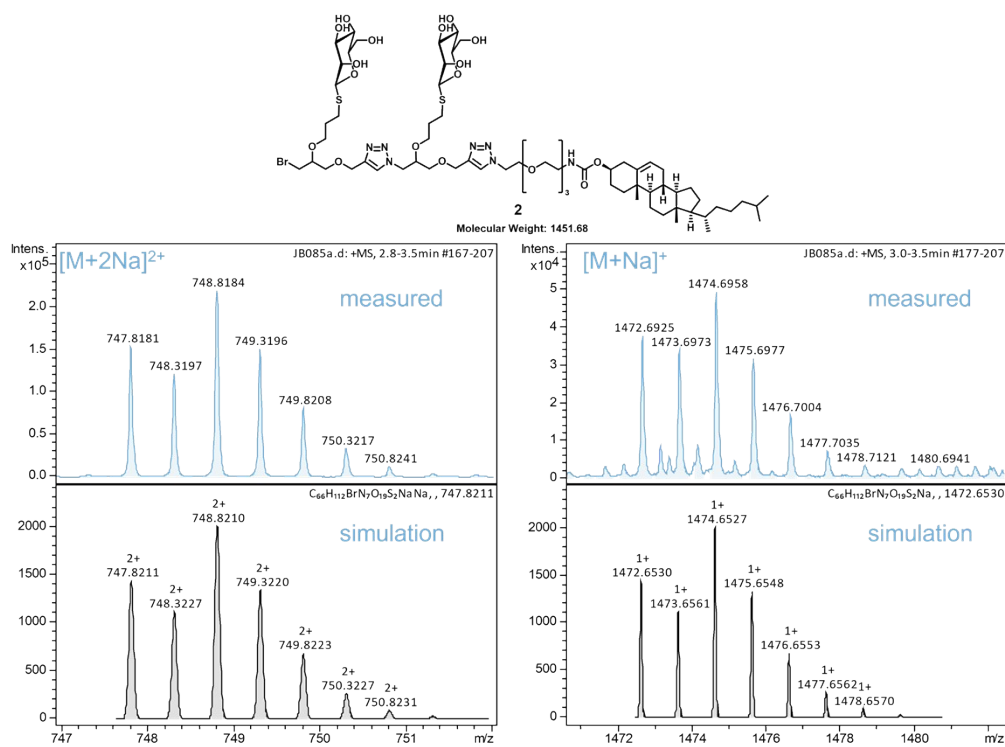 HO
HO
OH
OH
O
OH
S
O
Br
O
N=N
N
HO
HO
OH
OH
O
OH
S
O
O
N=N
N
O
3
H
N
O
O
H
H
H
2
Molecular Weight: 1451.68
Intens.
x10⁵
[M+2Na]²⁺
JB085a.d: +MS, 2.8-3.5min #167-207
measured
2.0
1.5
1.0
0.5
0.0
747.8181
748.3197
748.8184
749.3196
749.8208
750.3217
750.8241
C₆₆H₁₁₂BrN₇O₁₉S₂NaNa, , 747.8211
simulation
2000
1500
1000
500
0
2+
747.8211
2+
748.3227
2+
748.8210
2+
749.3220
2+
749.8223
2+
750.3227
2+
750.8231
747
748
749
750
751
m/z
Intens.
x10⁴
[M+Na]⁺
JB085a.d: +MS, 3.0-3.5min #177-207
measured
5
4
3
2
1
0
1472.6925
1473.6973
1474.6958
1475.6977
1476.7004
1477.7035
1478.7121
1480.6941
C₆₆H₁₁₂BrN₇O₁₉S₂Na, , 1472.6530
simulation
2000
1500
1000
500
0
1+
1472.6530
1+
1473.6561
1+
1474.6527
1+
1475.6548
1+
1476.6553
1+
1477.6562
1+
1478.6570
1472
1474
1476
1478
1480
m/z